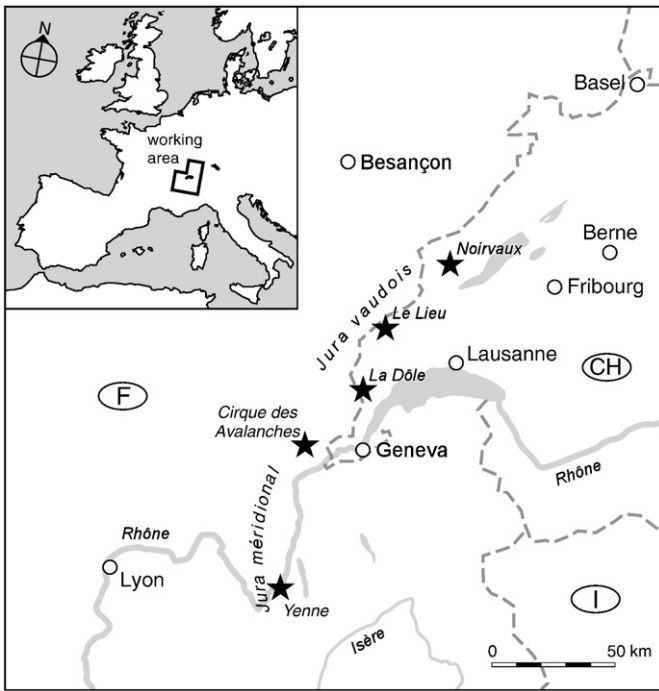 N
working
area
Basel
Besançon
Berne
Noirvaux
Fribourg
Jura vaudois
Le Lieu
Lausanne
La Dôle
CH
F
Cirque des
Avalanches
Geneva
Rhône
Jura méridional
Rhône
Lyon
Yenne
I
Isère
0 50 km